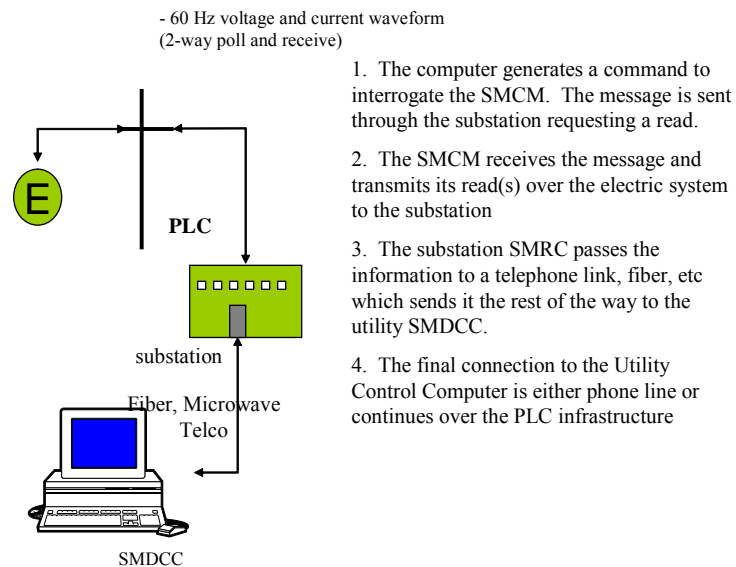 - 60 Hz voltage and current waveform
(2-way poll and receive)
1. The computer generates a command to
interrogate the SMCM. The message is sent
through the substation requesting a read.
2. The SMCM receives the message and
transmits its read(s) over the electric system
to the substation
3. The substation SMRC passes the
information to a telephone link, fiber, etc
which sends it the rest of the way to the
utility SMDCC.
4. The final connection to the Utility
Control Computer is either phone line or
continues over the PLC infrastructure
E
PLC
substation
Fiber, Microwave
Telco
SMDCC